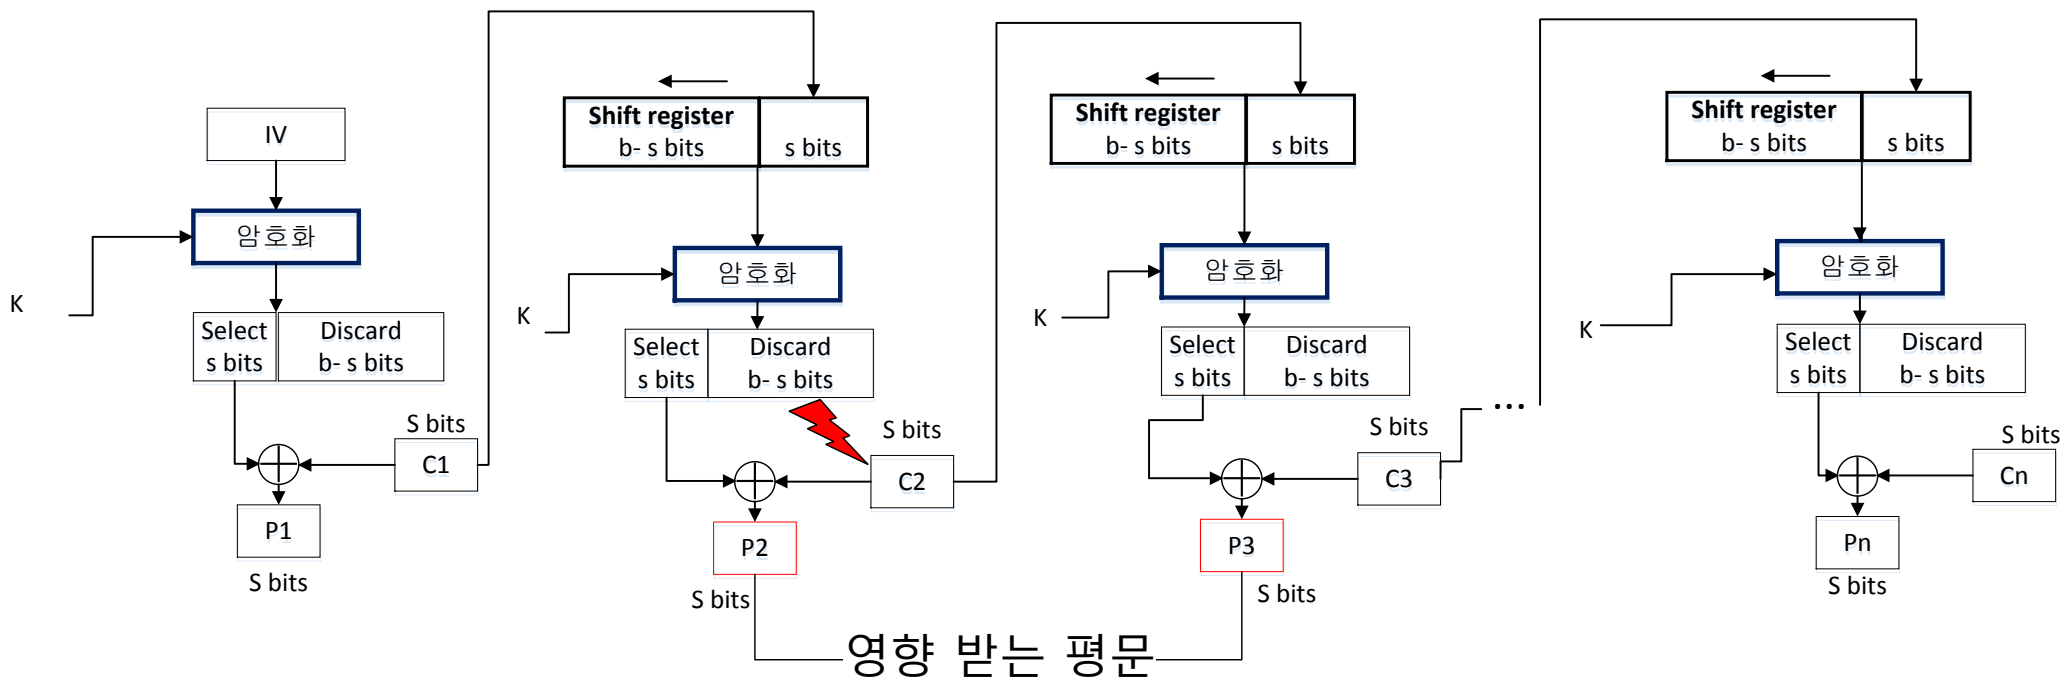 IV
암호화
K
Select
s bits
Discard
b- s bits
S bits
C1
P1
S bits
Shift register
b- s bits
s bits
암호화
K
Select
s bits
Discard
b- s bits
S bits
C2
P2
S bits
Shift register
b- s bits
s bits
암호화
K
Select
s bits
Discard
b- s bits
S bits
C3
P3
S bits
...
Shift register
b- s bits
s bits
암호화
K
Select
s bits
Discard
b- s bits
S bits
Cn
Pn
S bits
영향 받는 평문